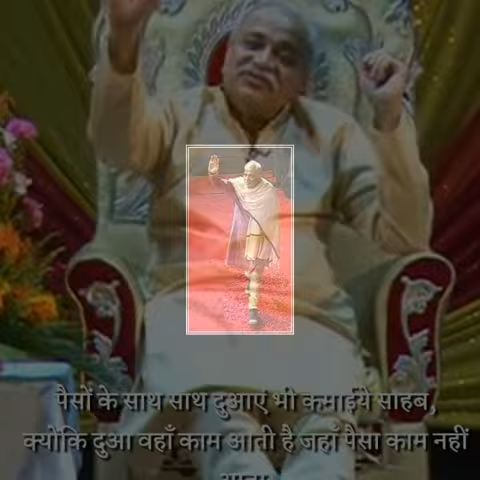 पैसों के साथ साथ दुआएं भी कमाईये साहब,
क्योंकि दुआ वहाँ काम आती है जहाँ पैसा काम नहीं